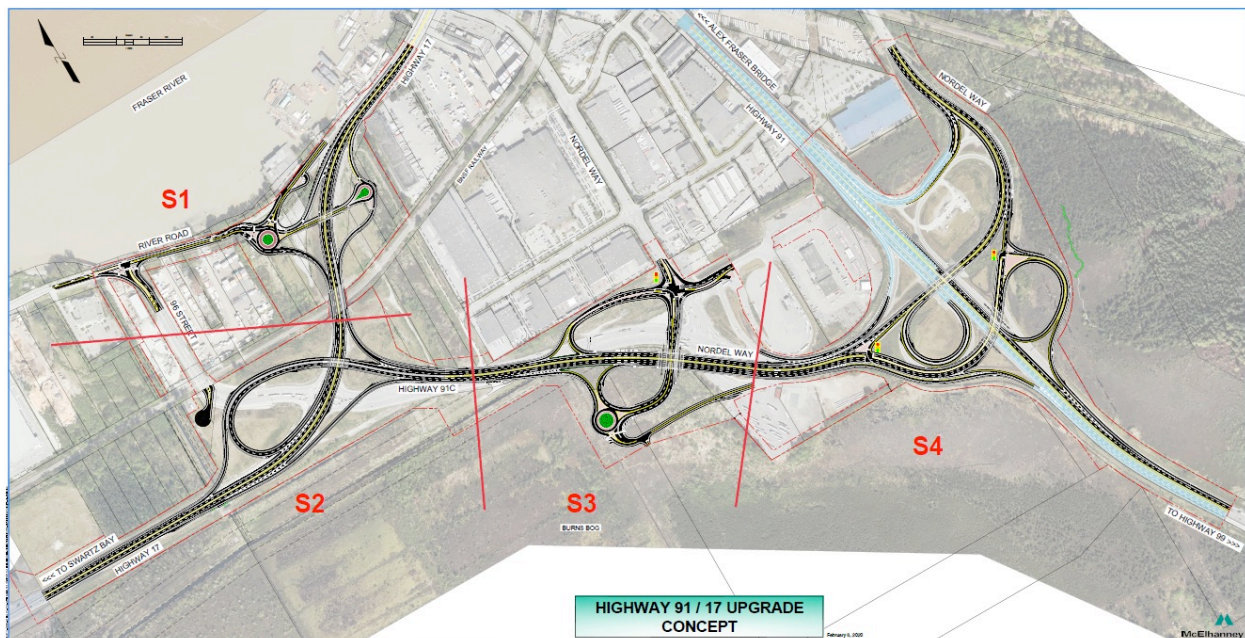 FRASER RIVER
HIGHWAY 17
<<< ALEX FRASER BRIDGE
HIGHWAY 91
NORDEL WAY
BNSF RAILWAY
NORDEL WAY
S1
RIVER ROAD
96 STREET
NORDEL WAY
HIGHWAY 91C
S2
S3
S4
BURNS BOG
<<< TO SWARTZ BAY
HIGHWAY 17
TO HIGHWAY 99 >>>
HIGHWAY 91 / 17 UPGRADE
CONCEPT
McElhanney